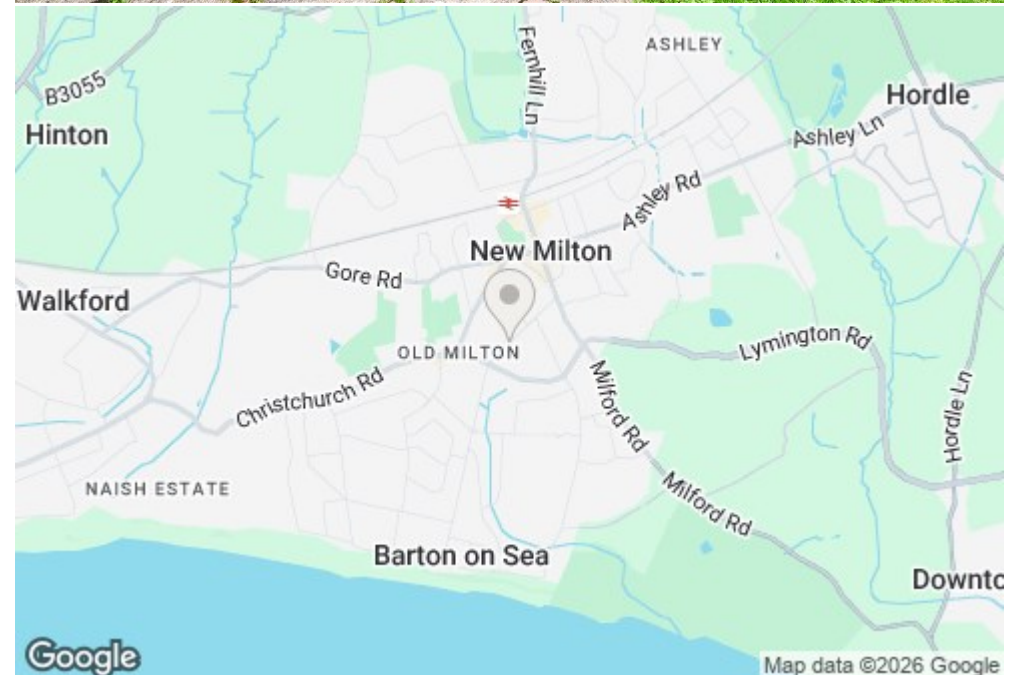 ASHLEY
Fernhill Ln
B3055
Hordle
Hinton
Ashley Ln
Ashley Rd
New Milton
Gore Rd
Walkford
OLD MILTON
Lymington Rd
Christchurch Rd
Milford Rd
Hordle Ln
NAISH ESTATE
Milford Rd
Barton on Sea
Downto
Google
Map data ©2026 Google